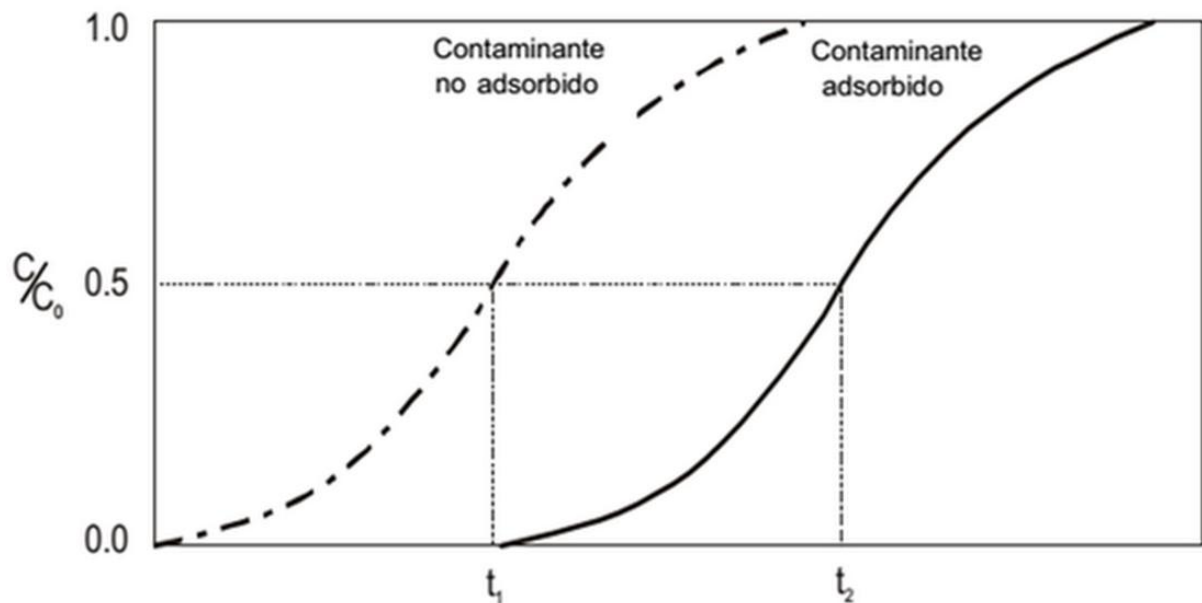 1.0
Contaminante
no adsorbido
Contaminante
adsorbido
C/C₀
0.5
0.0
t₁
t₂